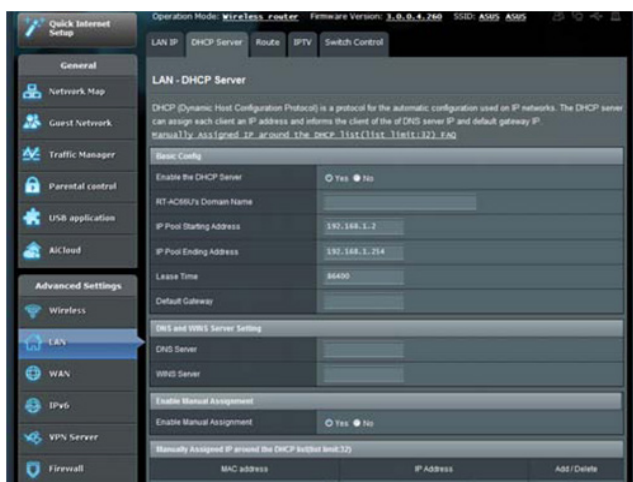 Quick Internet
Setup
Operation Mode: Wireless router Firmware Version: 3.0.0.4.260 SSID: ASUS ASUS
LAN IP DHCP Server Route IPTV Switch Control
General
Network Map
Guest Network
Traffic Manager
Parental control
USB application
AiCloud
Advanced Settings
Wireless
LAN
WAN
IPv6
VPN Server
Firewall
LAN - DHCP Server
DHCP (Dynamic Host Configuration Protocol) is a protocol for the automatic configuration used on IP networks. The DHCP server
can assign each client an IP address and informs the client of the of DNS server IP and default gateway IP.
Manually Assigned IP around the DHCP list(list limit:32) FAQ
Basic Config
Enable the DHCP Server Yes No
RT-AC66U's Domain Name
IP Pool Starting Address 192.168.1.2
IP Pool Ending Address 192.168.1.254
Lease Time 86400
Default Gateway
DNS and WINS Server Setting
DNS Server
WINS Server
Enable Manual Assignment
Enable Manual Assignment Yes No
Manually Assigned IP around the DHCP list(list limit:32)
MAC address IP Address Add / Delete